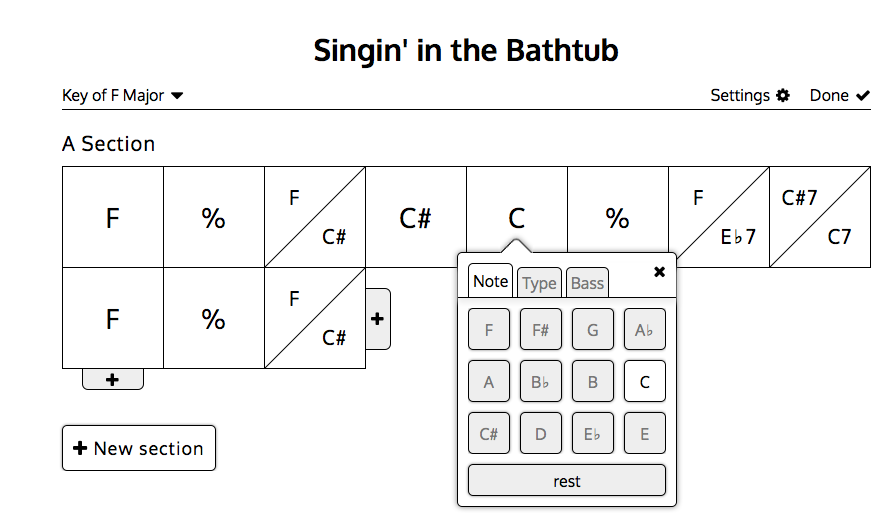 Singin' in the Bathtub
Key of F Major Settings Done
A Section
F % F C# C# C % F E♭7 C#7 C7
F % F C# +
+
Note Type Bass
F F# G A♭
A B♭ B C
C# D E♭ E
rest
+ New section